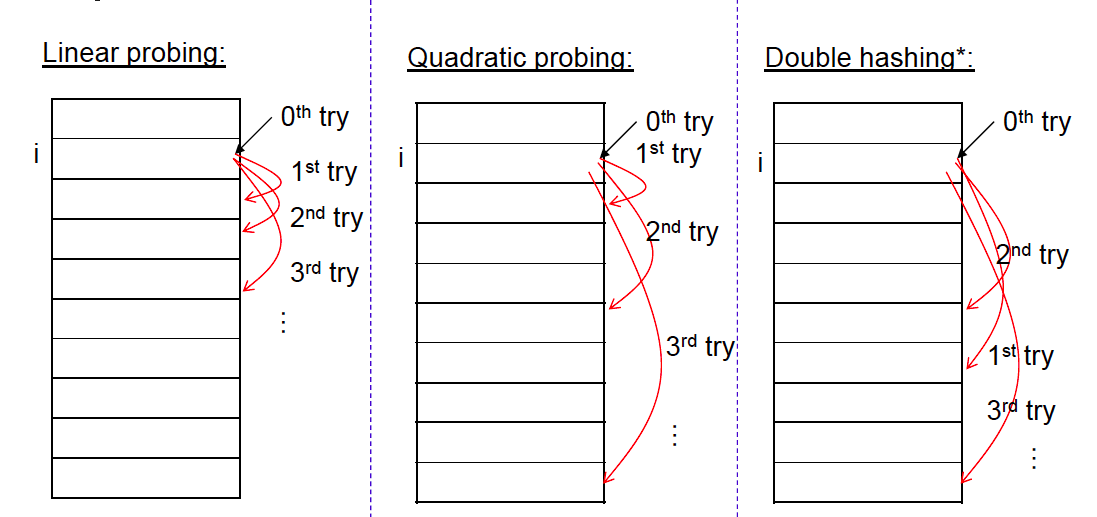 Linear probing:
0th try
i
1st try
2nd try
3rd try
⋮
Quadratic probing:
0th try
1st try
i
2nd try
3rd try
⋮
Double hashing*:
0th try
i
2nd try
1st try
3rd try
⋮